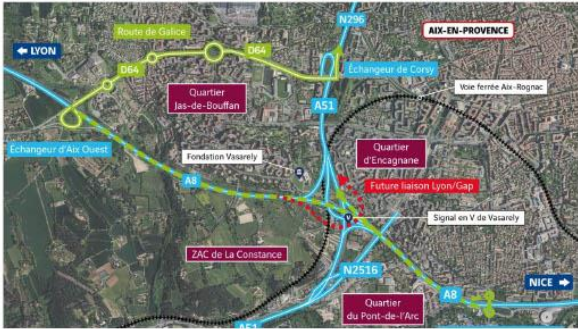 N296
Route de Galice
D64
AIX-EN-PROVENCE
LYON
D64
Échangeur de Corsy
Voie ferrée Aix-Rognac
Quartier
Jas-de-Bouffan
A51
Échangeur d'Aix Ouest
Fondation Vasarely
Quartier
d'Encagnane
A8
Future liaison Lyon/Gap
V
Signal en V de Vasarely
ZAC de La Constance
N2516
A8
NICE
Quartier
du Pont-de-l'Arc
A51